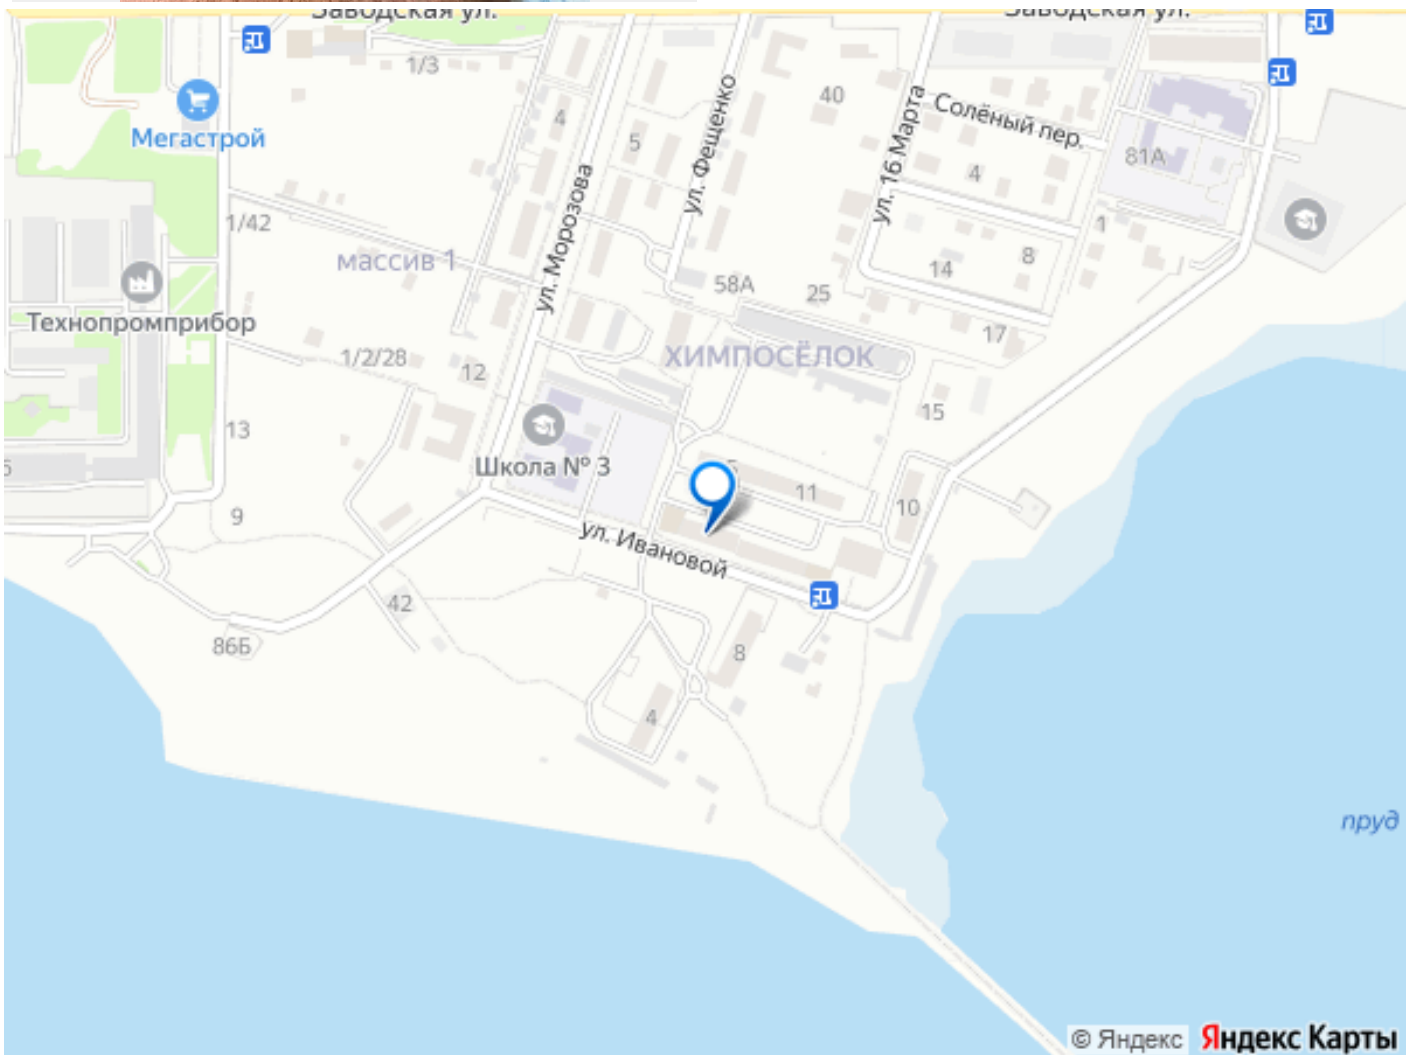 Заводская ул.
Заводская ул.
1/3
Мегастрой
4
5
ул. Фещенко
40
ул. 16 Марта
Солёный пер.
81А
4
1/42
массив 1
ул. Морозова
1
8
14
58А
25
17
Технопромприбор
1/2/28
12
ХИМПОСЁЛОК
15
13
Школа № 3
11
10
9
ул. Ивановой
42
86Б
8
4
пруд
© Яндекс Яндекс Карты